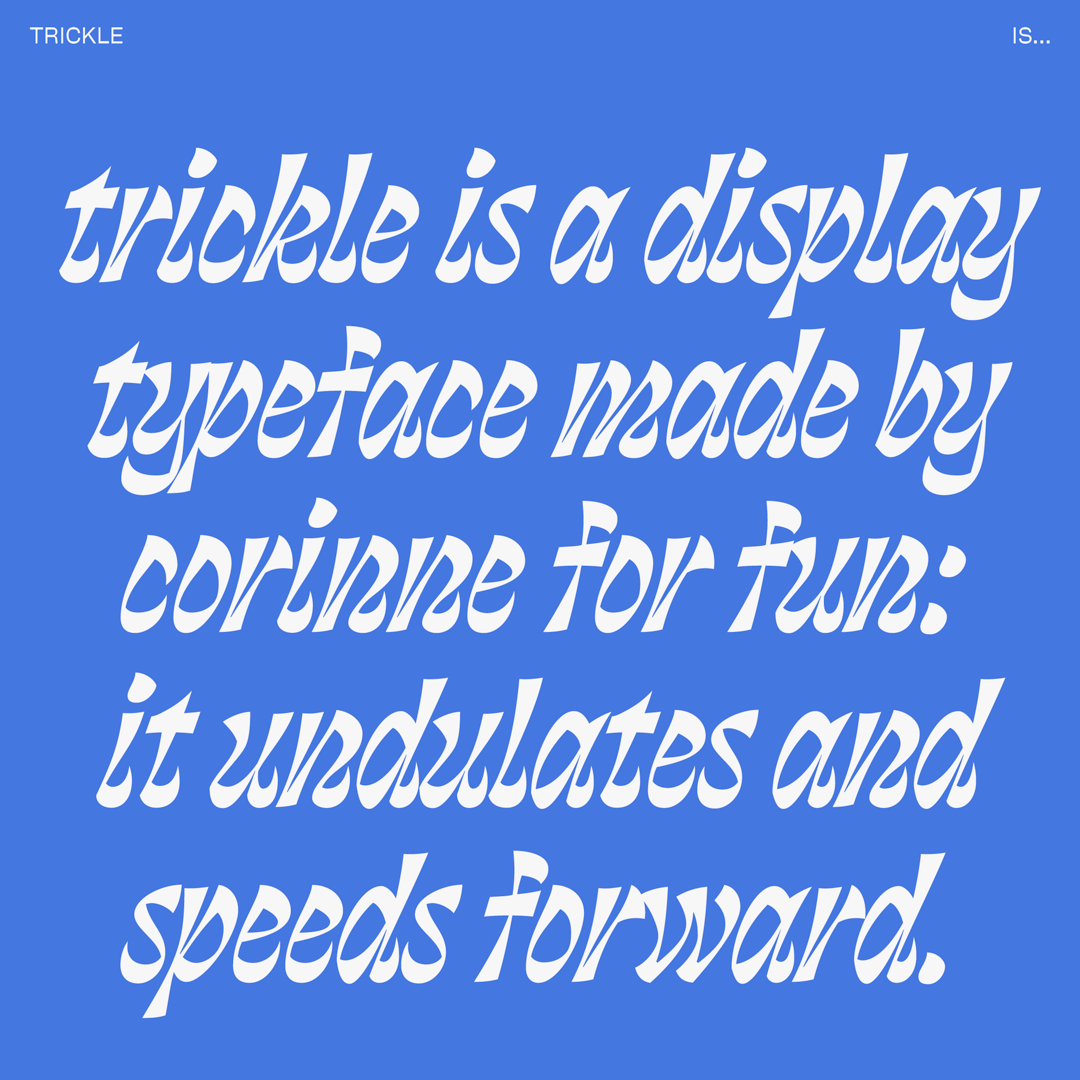 TRICKLE IS...
trickle is a display
typeface made by
corinne for fun:
it undulates and
speeds forward.